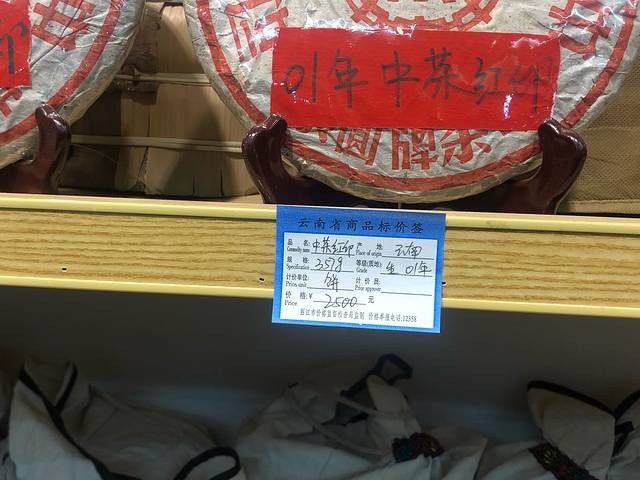 印
01年 中茶红印
圆牌茶
云南省商品标价签
品 名: 中茶红印 产 地: 云南
Commodity name Place of origin
规 格: 357g 等级(质地): 生 01年
Specification Grade
计价单位: 饼 计 价 员:
Prices unit Price approver
价 格:¥ 2500 元
Price
丽江市价格监督检查局监制 价格举报电话:12358